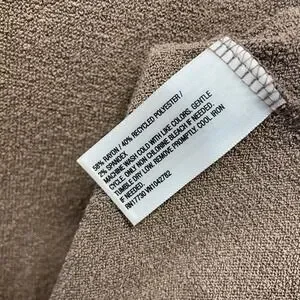 58% RAYON / 40% RECYCLED POLYESTER /
2% SPANDEX
MACHINE WASH COLD WITH LIKE COLORS, GENTLE
CYCLE. ONLY NON CHLORINE BLEACH IF NEEDED.
TUMBLE DRY LOW. REMOVE PROMPTLY. COOL IRON
IF NEEDED.
RN17730 VN1042782